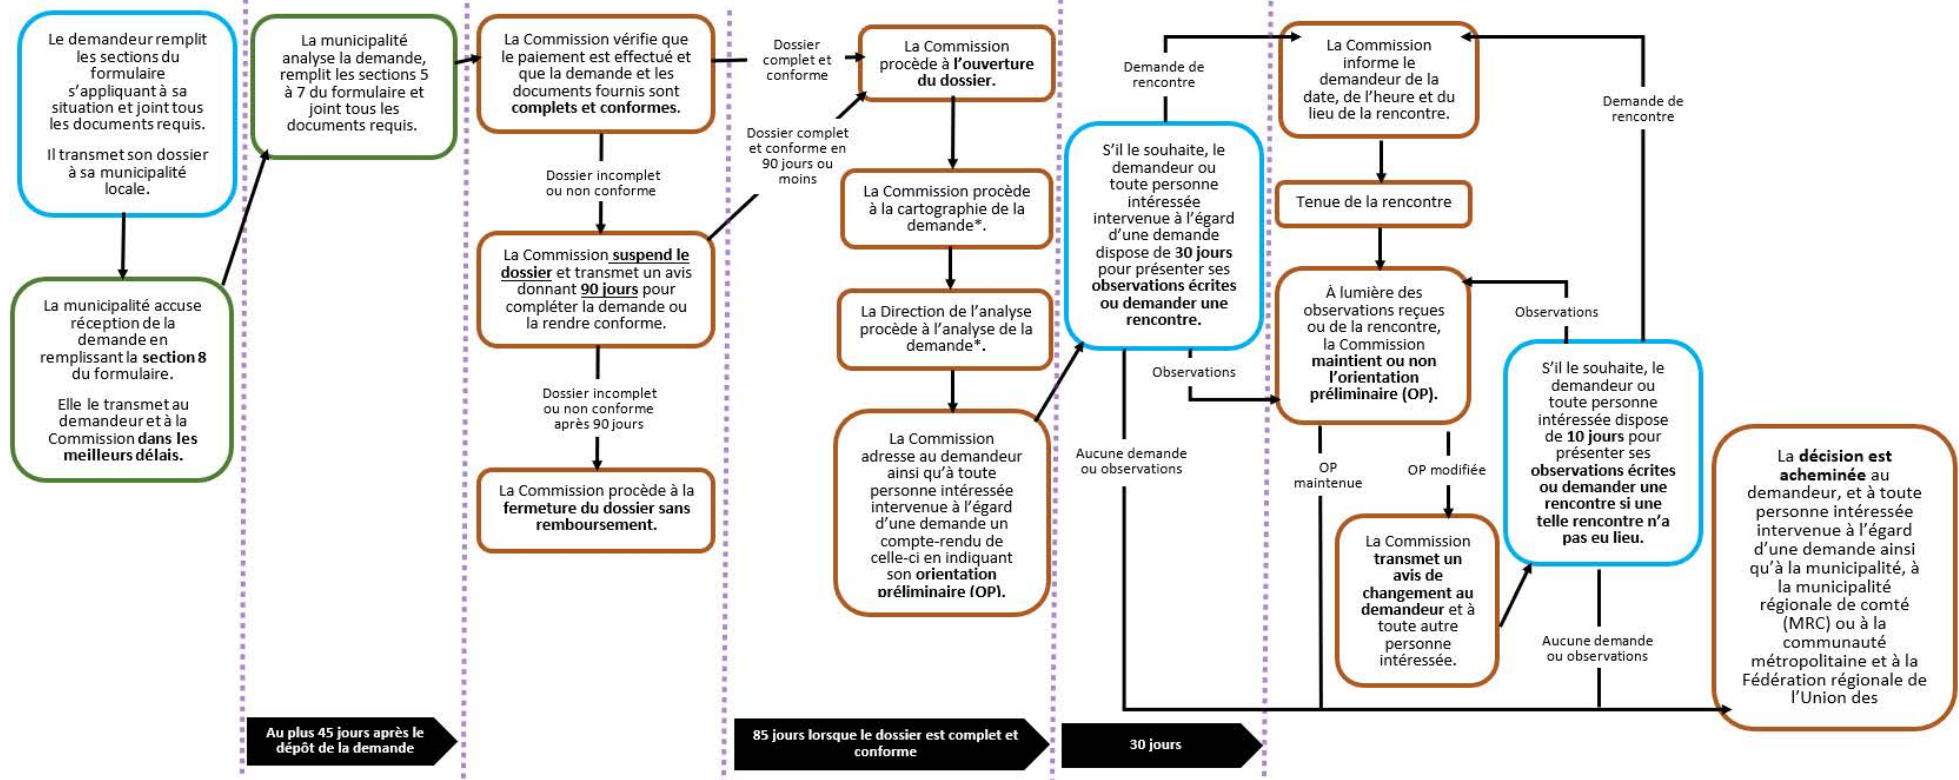 Le demandeur remplit
les sections du
formulaire
s'appliquant à sa
situation et joint tous
les documents requis.
Il transmet son dossier
à sa municipalité
locale.
La municipalité accuse
réception de la
demande en
remplissant la section 8
du formulaire.
Elle le transmet au
demandeur et à la
Commission dans les
meilleurs délais.
La municipalité
analyse la demande,
remplit les sections 5
à 7 du formulaire et
joint tous les
documents requis.
Au plus 45 jours après le
dépôt de la demande
La Commission vérifie que
le paiement est effectué et
que la demande et les
documents fournis sont
complets et conformes.
Dossier incomplet
ou non conforme
La Commission suspend le
dossier et transmet un avis
donnant 90 jours pour
compléter la demande ou
la rendre conforme.
Dossier incomplet
ou non conforme
après 90 jours
La Commission procède à la
fermeture du dossier sans
remboursement.
Dossier
complet et
conforme
Dossier complet
et conforme en
90 jours ou
moins
La Commission
procède à l'ouverture
du dossier.
La Commission procède
à la cartographie de la
demande*.
La Direction de l'analyse
procède à l'analyse de la
demande*.
La Commission
adresse au demandeur
ainsi qu'à toute
personne intéressée
intervenue à l'égard
d'une demande un
compte-rendu de
celle-ci en indiquant
son orientation
préliminaire (OP).
85 jours lorsque le dossier est complet et
conforme
Demande de
rencontre
S'il le souhaite, le
demandeur ou
toute personne
intéressée
intervenue à l'égard
d'une demande
dispose de 30 jours
pour présenter ses
observations écrites
ou demander une
rencontre.
Observations
Aucune demande
ou observations
30 jours
La Commission
informe le
demandeur de la
date, de l'heure et du
lieu de la rencontre.
Tenue de la rencontre
À lumière des
observations reçues
ou de la rencontre,
la Commission
maintient ou non
l'orientation
préliminaire (OP).
OP
maintenue
OP modifiée
La Commission
transmet un
avis de
changement au
demandeur et à
toute autre
personne
intéressée.
Demande de
rencontre
Observations
S'il le souhaite, le
demandeur ou
toute personne
intéressée dispose
de 10 jours pour
présenter ses
observations écrites
ou demander une
rencontre si une
telle rencontre n'a
pas eu lieu.
Aucune demande
ou observations
La décision est
acheminée au
demandeur, et à toute
personne intéressée
intervenue à l'égard
d'une demande ainsi
qu'à la municipalité, à
la municipalité
régionale de comté
(MRC) ou à la
communauté
métropolitaine et à la
Fédération régionale de
l'Union des